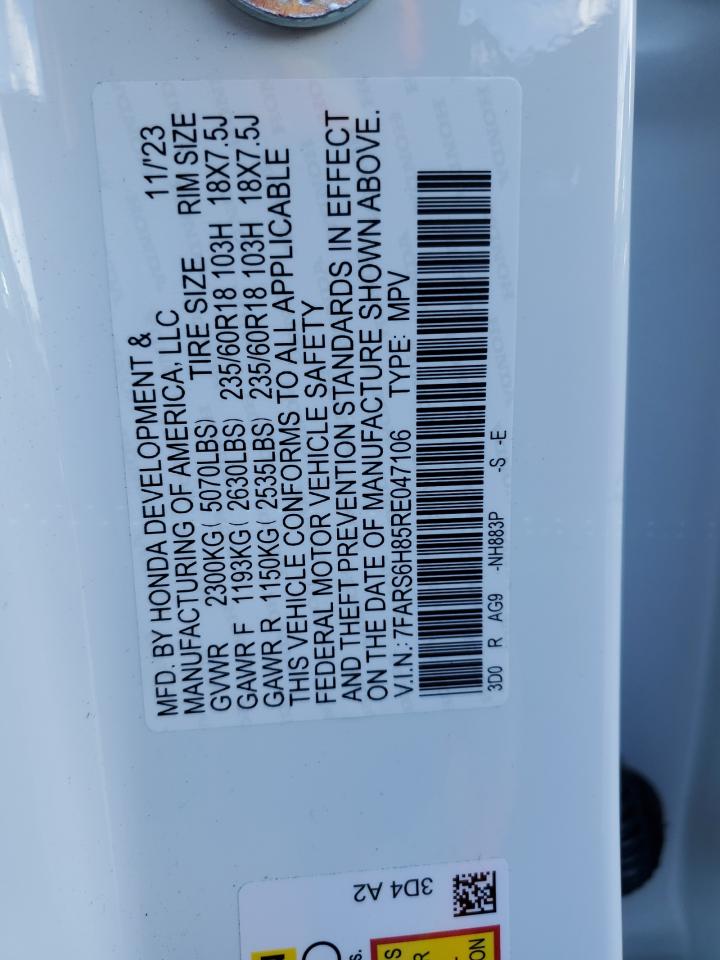 MFD. BY HONDA DEVELOPMENT &
MANUFACTURING OF AMERICA, LLC 11/'23
GVWR 2300KG( 5070LBS) TIRE SIZE RIM SIZE
GAWR F 1193KG( 2630LBS) 235/60R18 103H 18X7.5J
GAWR R 1150KG( 2535LBS) 235/60R18 103H 18X7.5J
THIS VEHICLE CONFORMS TO ALL APPLICABLE
FEDERAL MOTOR VEHICLE SAFETY
AND THEFT PREVENTION STANDARDS IN EFFECT
ON THE DATE OF MANUFACTURE SHOWN ABOVE.
V.I.N.: 7FARS6H85RE047106 TYPE: MPV
3D0 R AG9 -NH883P -S -E
3D4 A2